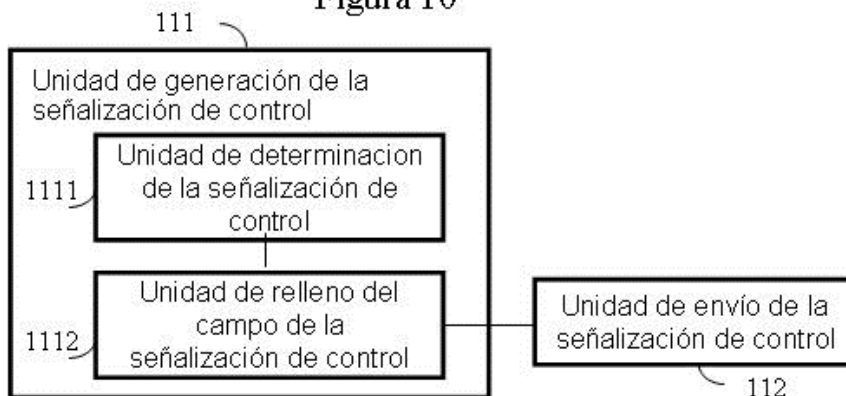 Figura 10
111
Unidad de generación de la
señalización de control
Unidad de determinacion
de la señalización de
control
1111
Unidad de relleno del
campo de la
señalización de control
1112
Unidad de envío de la
señalización de control
112